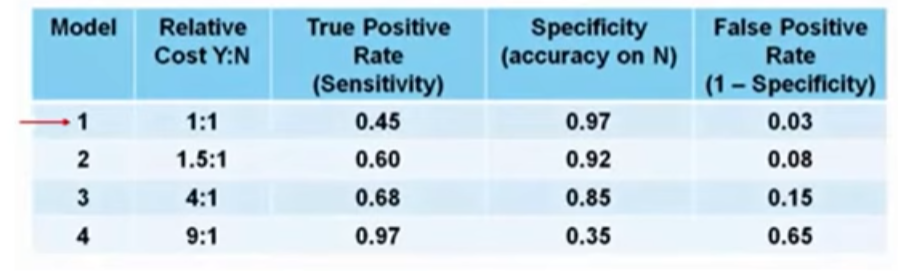 Model Relative Cost Y:N True Positive Rate (Sensitivity) Specificity (accuracy on N) False Positive Rate (1 – Specificity)
1 1:1 0.45 0.97 0.03
2 1.5:1 0.60 0.92 0.08
3 4:1 0.68 0.85 0.15
4 9:1 0.97 0.35 0.65